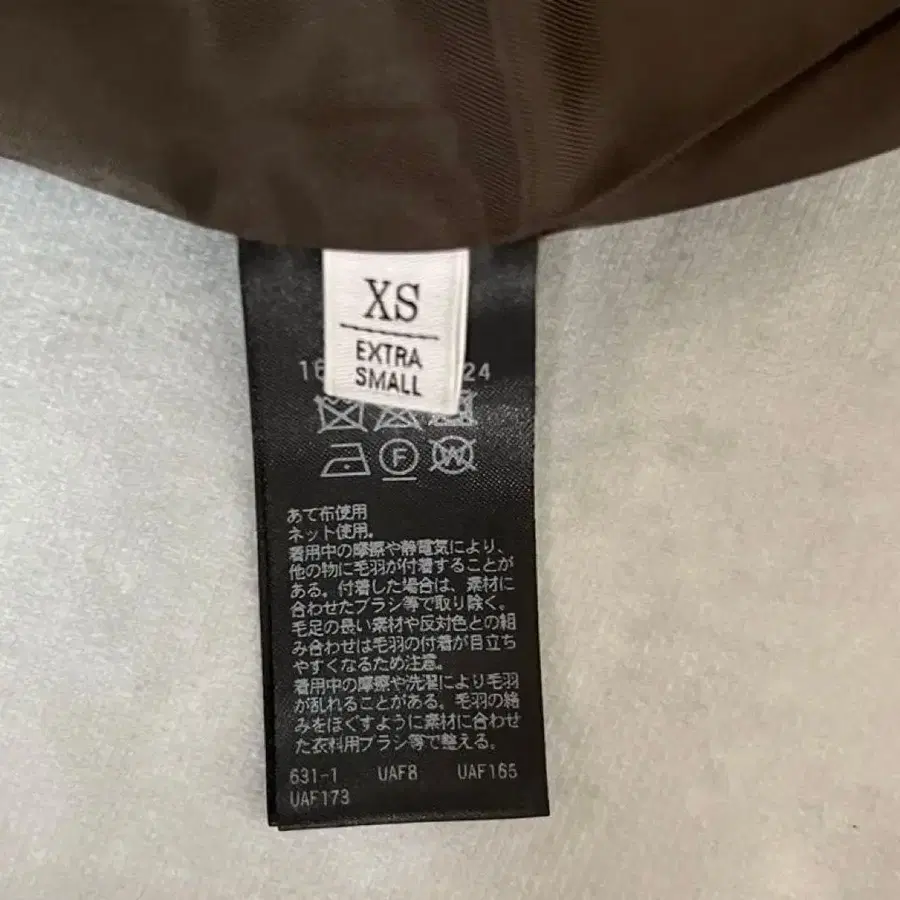 XS
EXTRA
SMALL
16
24
F
W
あて布使用
ネット使用。
着用中の摩擦や静電気により、
他の物に毛羽が付着することが
ある。付着した場合は、素材に
合わせたブラシ等で取り除く。
毛足の長い素材や反対色との組
み合わせは毛羽の付着が目立ち
やすくなるため注意。
着用中の摩擦や洗濯により毛羽
が乱れることがある。毛羽の絡
みをほぐすように素材に合わせ
た衣料用ブラシ等で整える。
631-1 UAF8 UAF165
UAF173